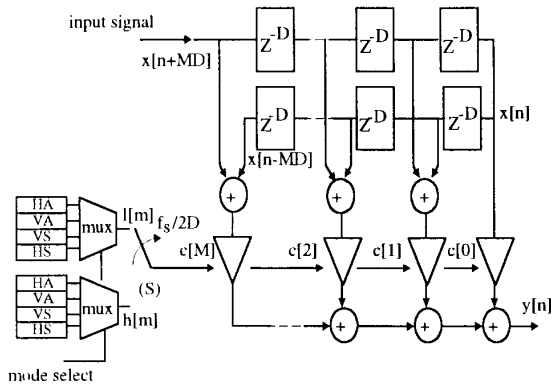 input signal
x[n+MD]
Z-D
Z-D
Z-D
Z-D
Z-D
Z-D
x[n]
x[n-MD]
+
+
+
HA
VA
VS
HS
mux
l[m]
fs/2D
c[M]
c[2]
c[1]
c[0]
(S)
HA
VA
VS
HS
mux
h[m]
y[n]
+
+
+
mode select